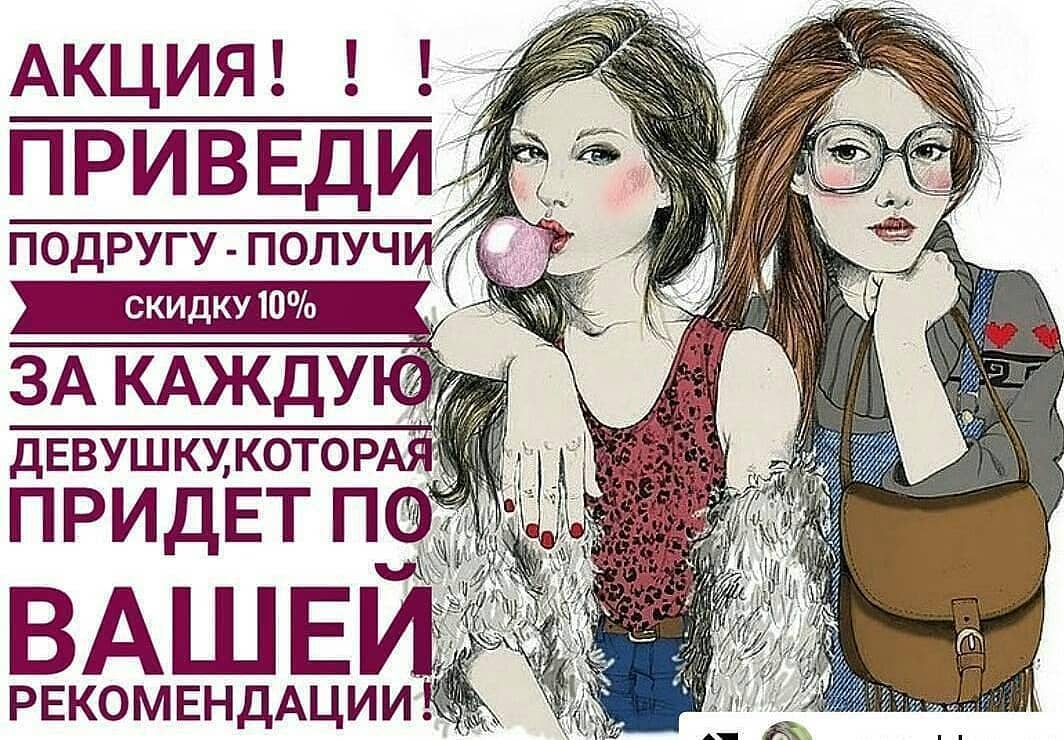 АКЦИЯ! ! !
ПРИВЕДИ
ПОДРУГУ - ПОЛУЧИ
СКИДКУ 10%
ЗА КАЖДУЮ
ДЕВУШКУ,КОТОРАЯ
ПРИДЕТ ПО
ВАШЕЙ
РЕКОМЕНДАЦИИ!